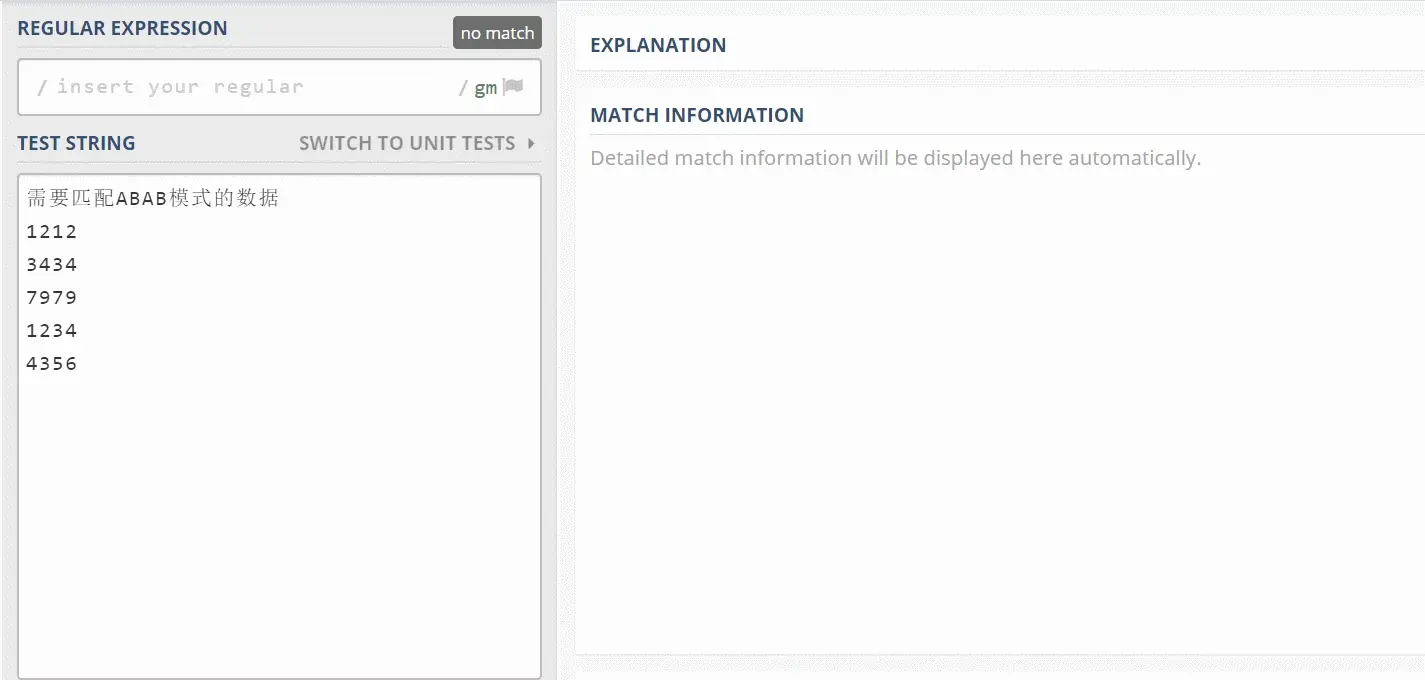 REGULAR EXPRESSION
no match
/ insert your regular / gm
TEST STRING
SWITCH TO UNIT TESTS
需要匹配ABAB模式的数据
1212
3434
7979
1234
4356
EXPLANATION
MATCH INFORMATION
Detailed match information will be displayed here automatically.